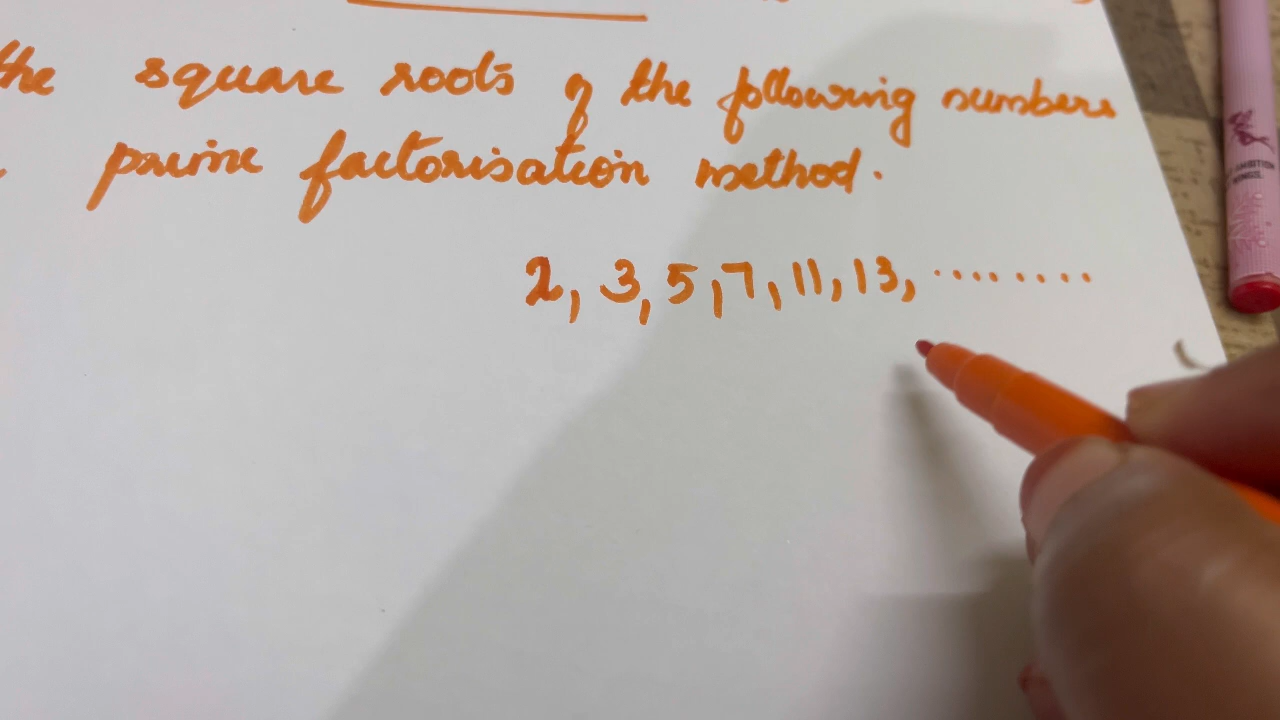 the square roots of the following numbers
prime factorisation method.
2, 3, 5, 7, 11, 13, ........